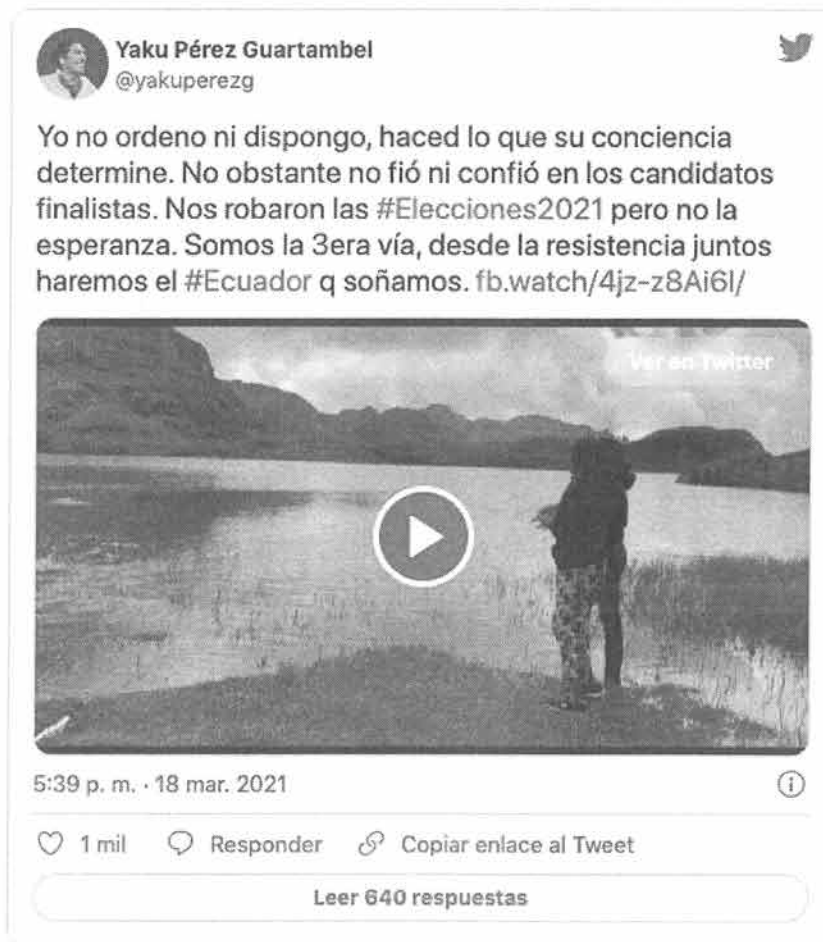 Yaku Pérez Guartambel
@yakuperezg
Yo no ordeno ni dispongo, haced lo que su conciencia
determine. No obstante no fió ni confió en los candidatos
finalistas. Nos robaron las #Elecciones2021 pero no la
esperanza. Somos la 3era vía, desde la resistencia juntos
haremos el #Ecuador q soñamos. fb.watch/4jz-z8Ai6l/
Ver en Twitter
5:39 p. m. · 18 mar. 2021
1 mil Responder Copiar enlace al Tweet
Leer 640 respuestas